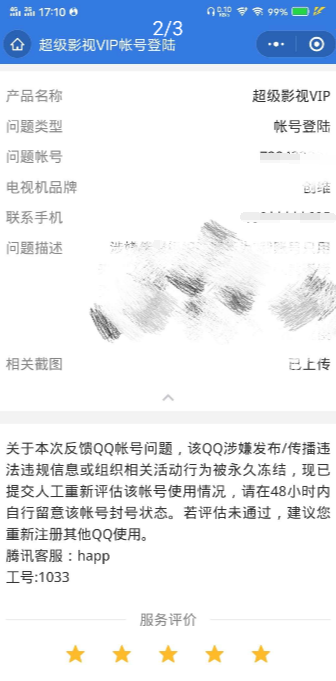 4G 3G 17:10 99%
2/3
超级影视VIP帐号登陆
产品名称 超级影视VIP
问题类型 帐号登陆
问题帐号
电视机品牌 创维
联系手机
问题描述
相关截图 已上传
关于本次反馈QQ帐号问题，该QQ涉嫌发布/传播违
法违规信息或组织相关活动行为被永久冻结，现已
提交人工重新评估该帐号使用情况，请在48小时内
自行留意该帐号封号状态。若评估未通过，建议您
重新注册其他QQ使用。
腾讯客服：happ
工号:1033
服务评价